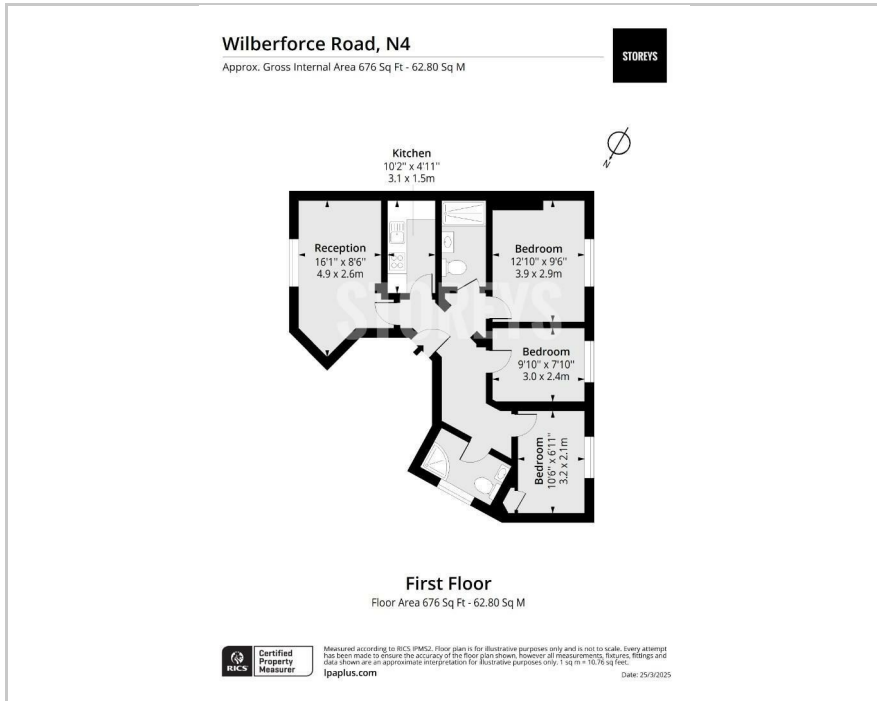 Wilberforce Road, N4
Approx. Gross Internal Area 676 Sq Ft - 62.80 Sq M
STOREYS
N
Kitchen
10'2" x 4'11"
3.1 x 1.5m
Reception
16'1" x 8'6"
4.9 x 2.6m
Bedroom
12'10" x 9'6"
3.9 x 2.9m
STOREYS
Bedroom
9'10" x 7'10"
3.0 x 2.4m
Bedroom
10'6" x 6'11"
3.2 x 2.1m
First Floor
Floor Area 676 Sq Ft - 62.80 Sq M
RICS
Certified
Property
Measurer
Measured according to RICS IPMS2. Floor plan is for illustrative purposes only and is not to scale. Every attempt
has been made to ensure the accuracy of the floor plan shown, however all measurements, fixtures, fittings and
data shown are an approximate interpretation for illustrative purposes only. 1 sq m = 10.76 sq feet.
lpaplus.com
Date: 25/3/2025